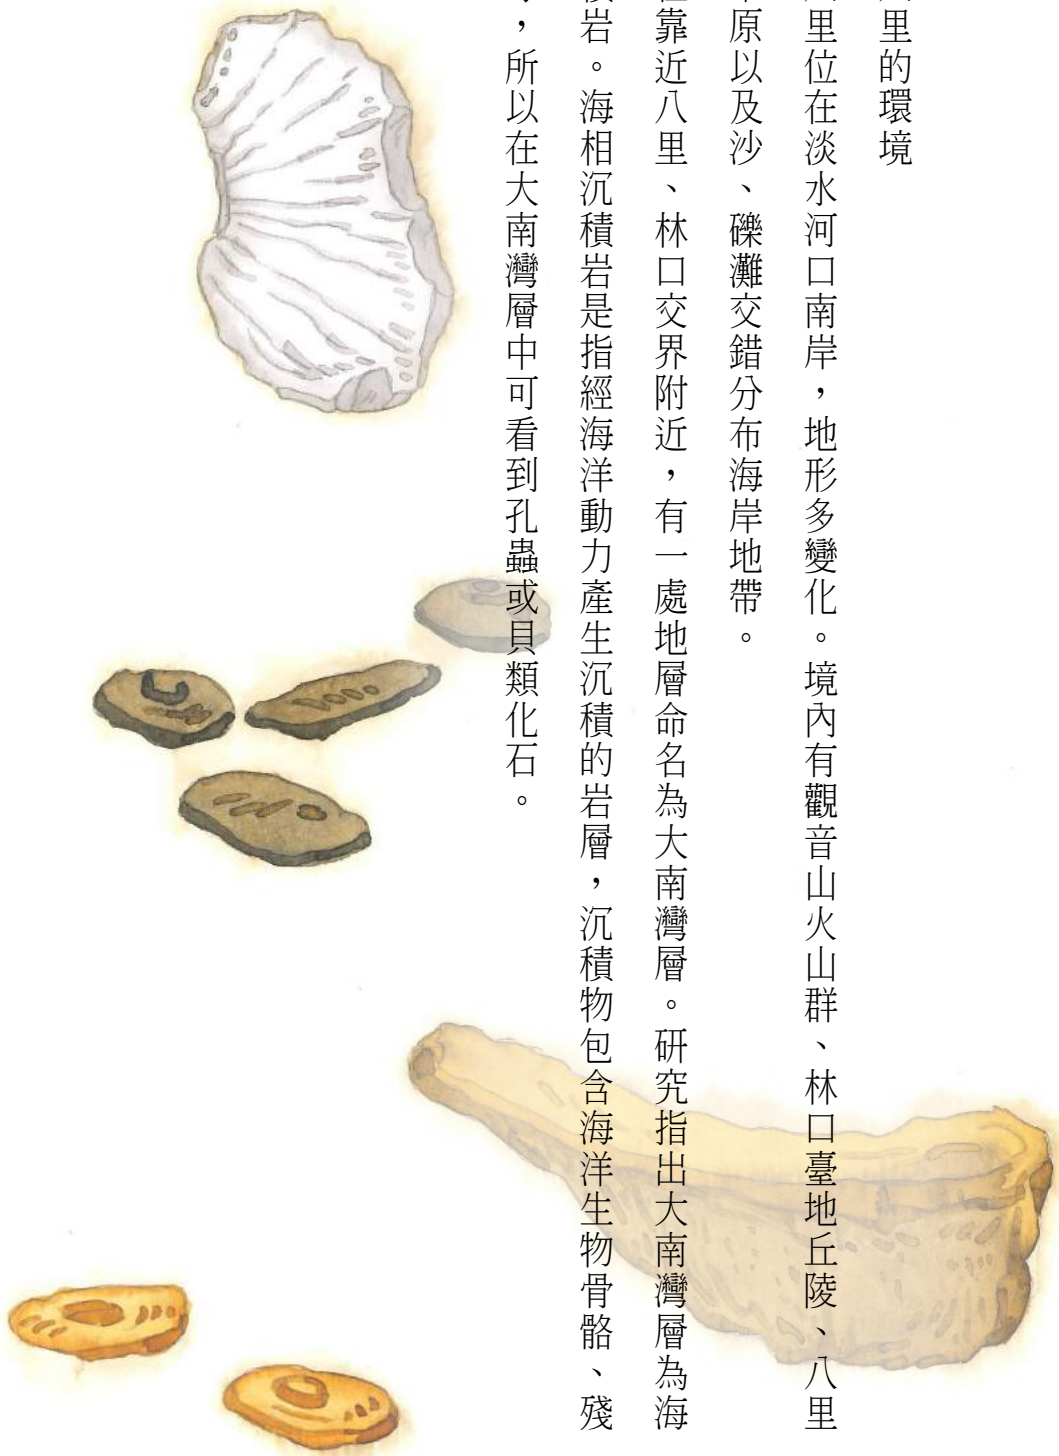 里的環境
里位在淡水河口南岸，地形多變化。境內有觀音山火山群、林口臺地丘陵、八里
原以及沙、礫灘交錯分布海岸地帶。
靠近八里、林口交界附近，有一處地層命名為大南灣層。研究指出大南灣層為海
岩。海相沉積岩是指經海洋動力產生沉積的岩層，沉積物包含海洋生物骨骼、殘
，所以在大南灣層中可看到孔蟲或貝類化石。